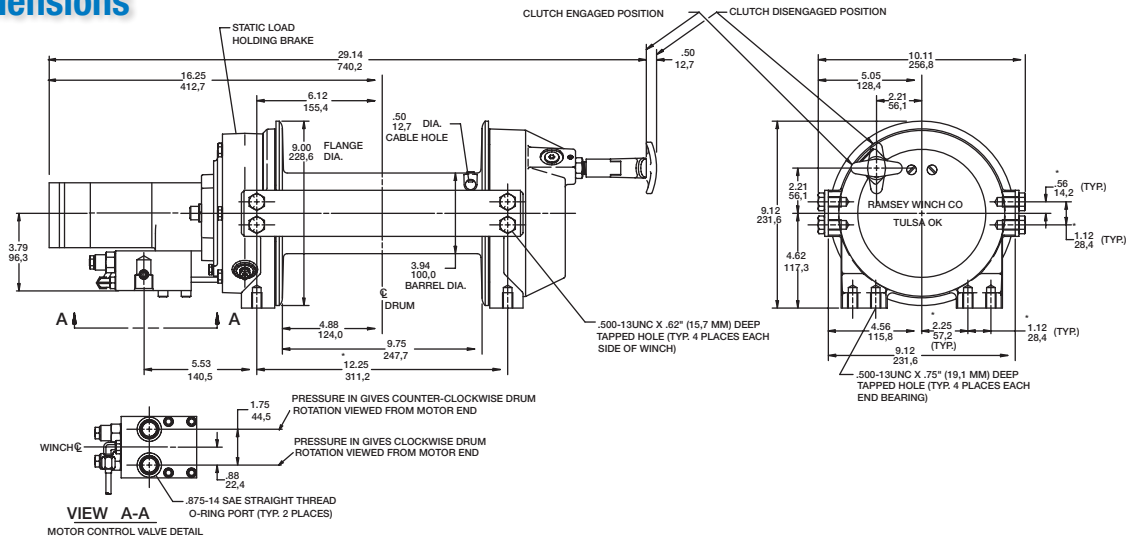 CLUTCH ENGAGED POSITION
CLUTCH DISENGAGED POSITION
STATIC LOAD
HOLDING BRAKE
29.14
740,2
.50
12,7
16.25
412,7
6.12
155,4
.50
12,7 DIA.
CABLE HOLE
9.00 FLANGE
228,6 DIA.
3.79
96,3
3.94
100,0
BARREL DIA.
℄
DRUM
A A
4.88
124,0
9.75
247,7
*
12.25
311,2
5.53
140,5
.500-13UNC X .62" (15,7 MM) DEEP
TAPPED HOLE (TYP. 4 PLACES EACH
SIDE OF WINCH)
10.11
256,8
5.05
128,4
2.21
56,1
2.21
56,1
9.12
231,6
4.62
117,3
RAMSEY WINCH CO
TULSA OK
*
.56 (TYP.)
14,2
*
1.12 (TYP.)
28,4
4.56
115,8
*
2.25
57,2
(TYP.)
*
1.12 (TYP.)
28,4
9.12
231,6
.500-13UNC X .75" (19,1 MM) DEEP
TAPPED HOLE (TYP. 4 PLACES EACH
END BEARING)
1.75
44,5
PRESSURE IN GIVES COUNTER-CLOCKWISE DRUM
ROTATION VIEWED FROM MOTOR END
WINCH ℄
PRESSURE IN GIVES CLOCKWISE DRUM
ROTATION VIEWED FROM MOTOR END
.88
22,4
.875-14 SAE STRAIGHT THREAD
O-RING PORT (TYP. 2 PLACES)
VIEW A-A
MOTOR CONTROL VALVE DETAIL